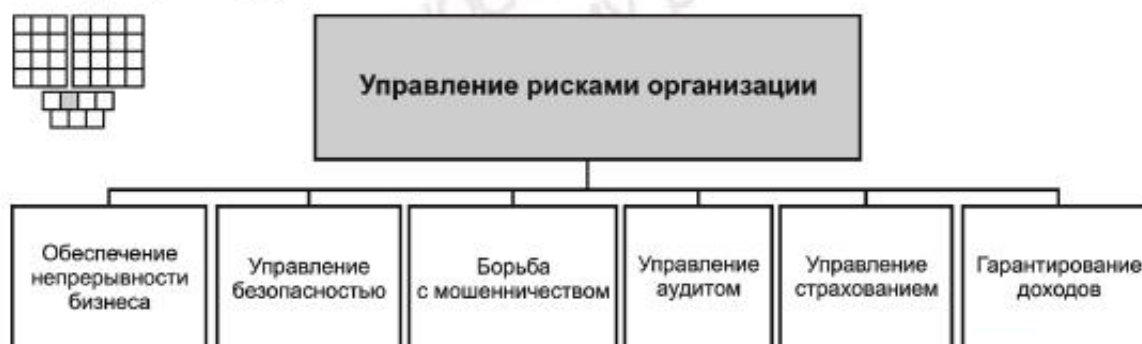 Управление рисками организации
Обеспечение
непрерывности
бизнеса
Управление
безопасностью
Борьба
с мошенничеством
Управление
аудитом
Управление
страхованием
Гарантирование
доходов